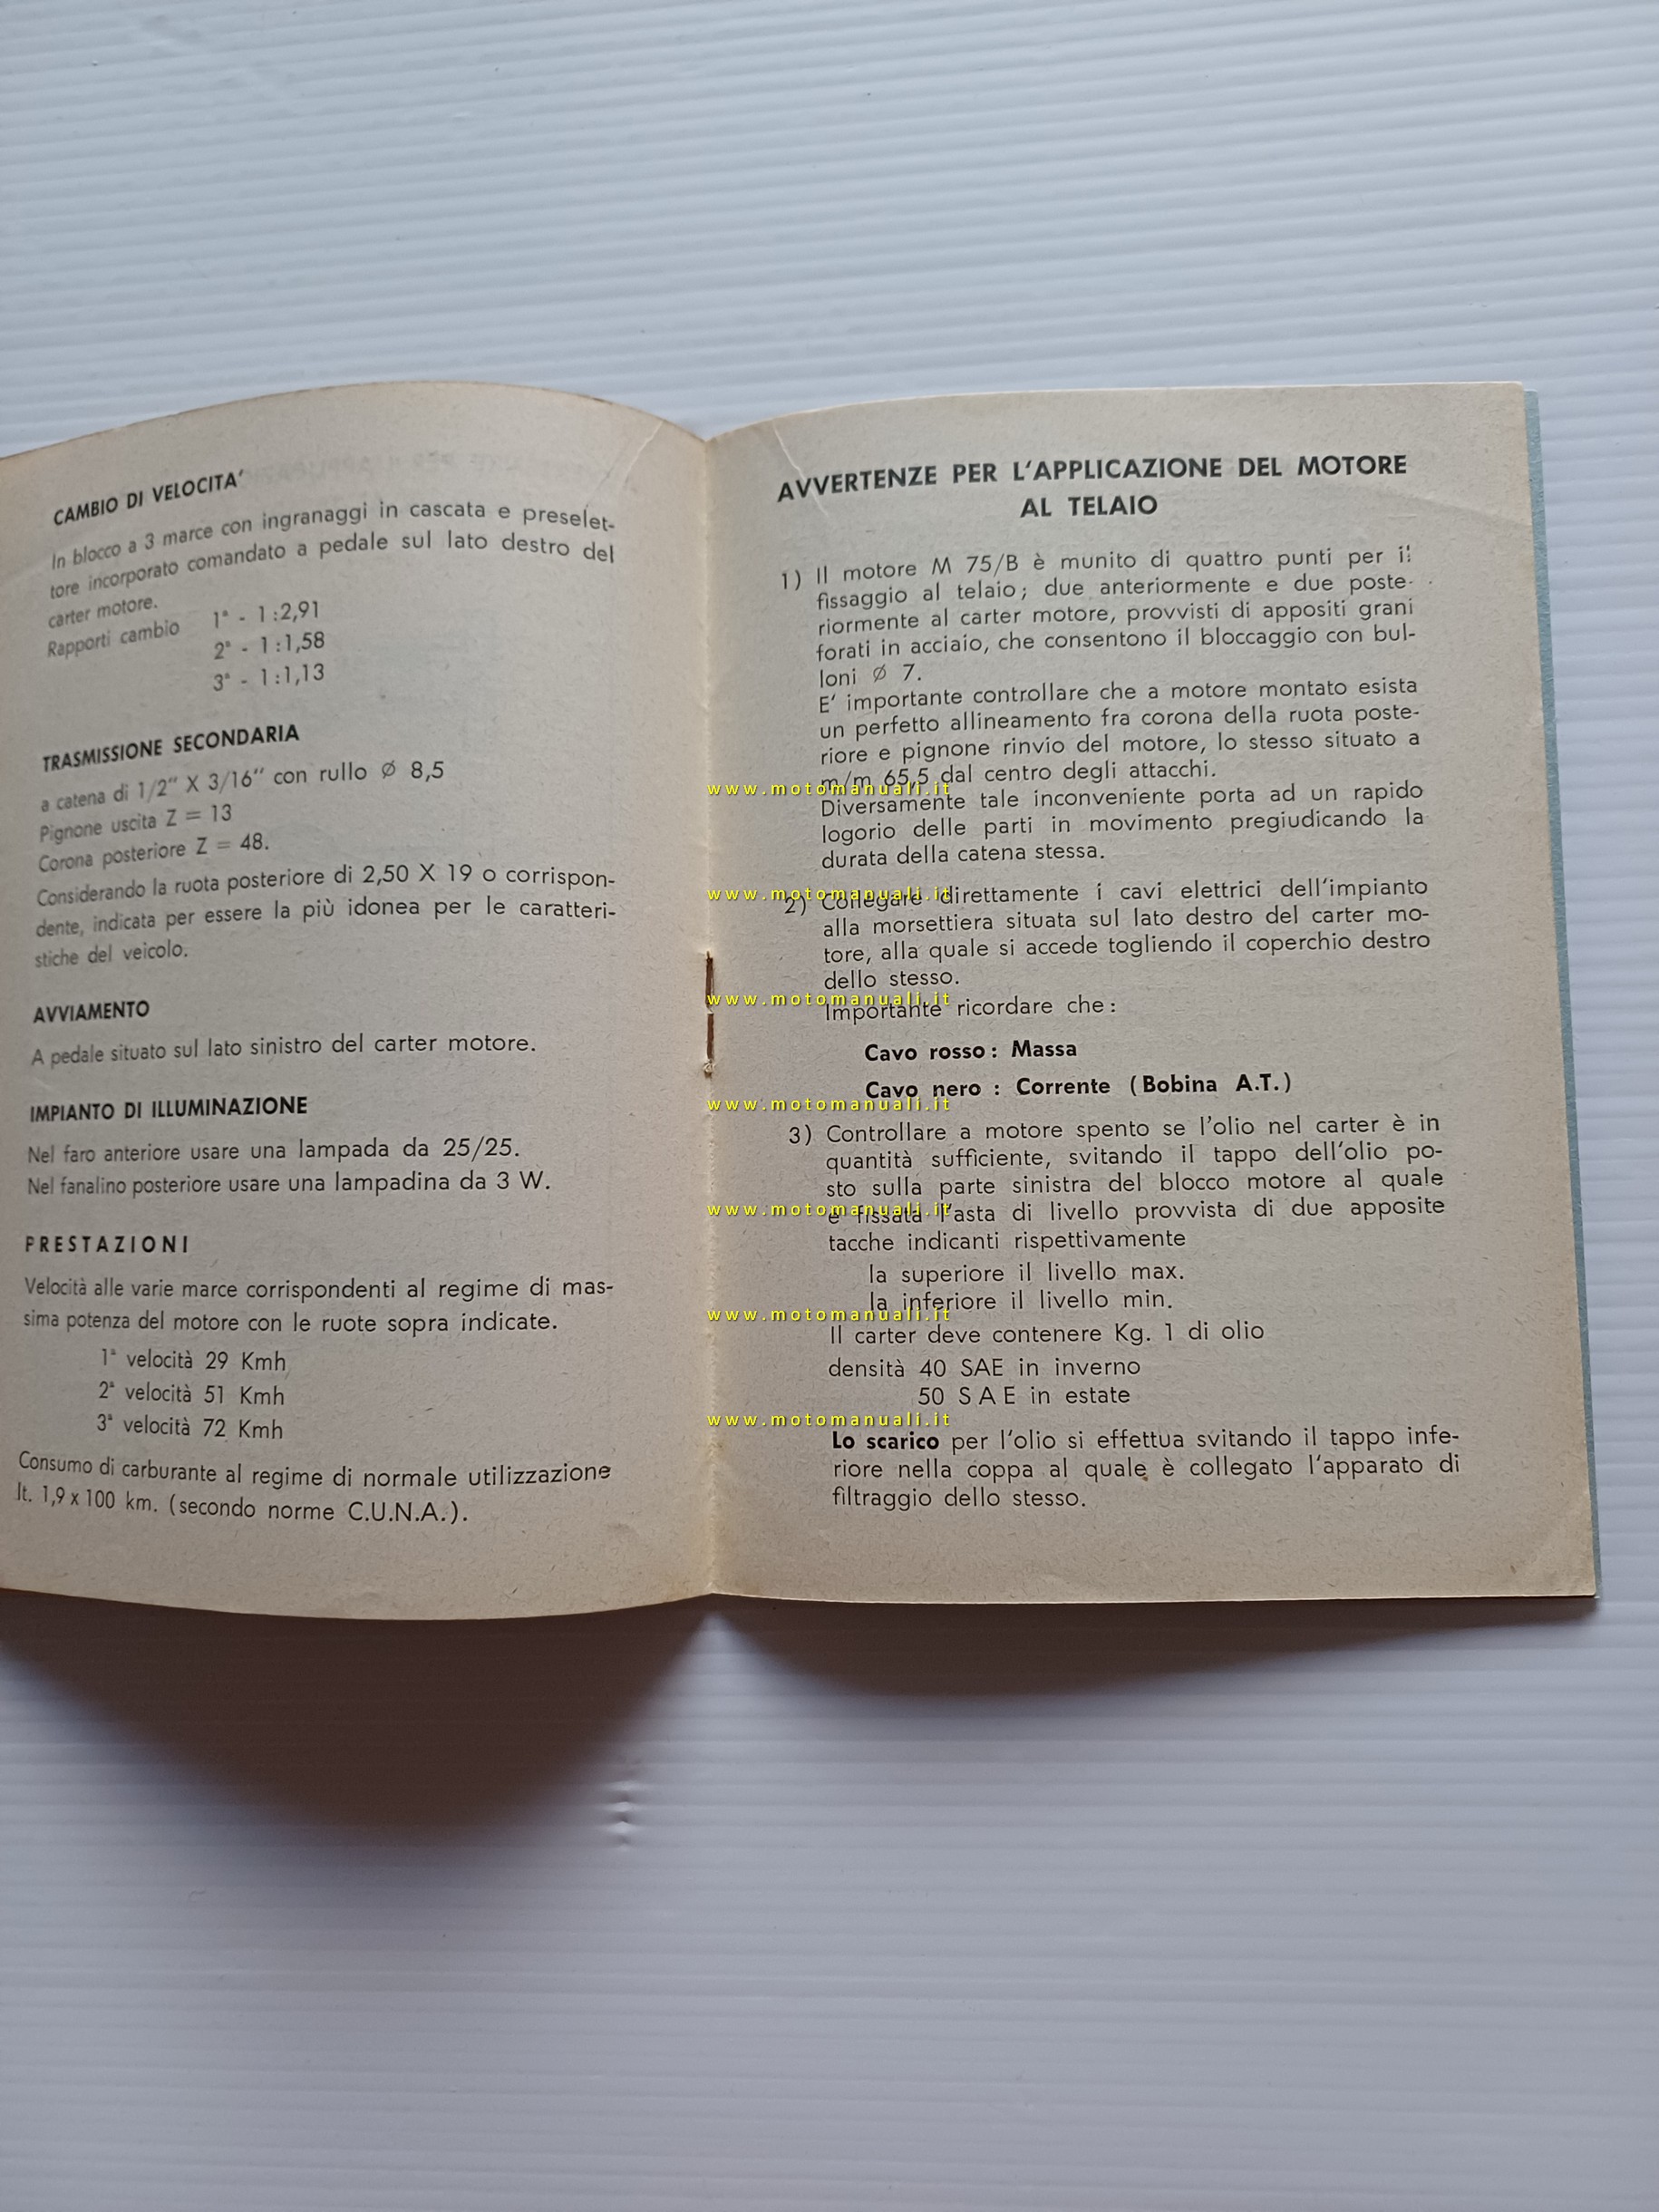 CAMBIO DI VELOCITA'
In blocco a 3 marce con ingranaggi in cascata e preselet-
tore incorporato comandato a pedale sul lato destro del
carter motore.
Rapporti cambio 1ª - 1:2,91
2ª - 1:1,58
3ª - 1:1,13
TRASMISSIONE SECONDARIA
a catena di 1/2" X 3/16" con rullo Ø 8,5
Pignone uscita Z = 13
Corona posteriore Z = 48.
Considerando la ruota posteriore di 2,50 X 19 o corrispon-
dente, indicata per essere la più idonea per le caratteri-
stiche del veicolo.
AVVIAMENTO
A pedale situato sul lato sinistro del carter motore.
IMPIANTO DI ILLUMINAZIONE
Nel faro anteriore usare una lampada da 25/25.
Nel fanalino posteriore usare una lampadina da 3 W.
PRESTAZIONI
Velocità alle varie marce corrispondenti al regime di mas-
sima potenza del motore con le ruote sopra indicate.
1ª velocità 29 Kmh
2ª velocità 51 Kmh
3ª velocità 72 Kmh
Consumo di carburante al regime di normale utilizzazione
lt. 1,9 x 100 km. (secondo norme C.U.N.A.).
AVVERTENZE PER L'APPLICAZIONE DEL MOTORE
AL TELAIO
1) Il motore M 75/B è munito di quattro punti per il
fissaggio al telaio; due anteriormente e due poste-
riormente al carter motore, provvisti di appositi grani
forati in acciaio, che consentono il bloccaggio con bul-
loni Ø 7.
E' importante controllare che a motore montato esista
un perfetto allineamento fra corona della ruota poste-
riore e pignone rinvio del motore, lo stesso situato a
m/m 65,5 dal centro degli attacchi.
www.motomanuali.it
Diversamente tale inconveniente porta ad un rapido
logorio delle parti in movimento pregiudicando la
durata della catena stessa.
www.motomanuali.it
2) Collegare direttamente i cavi elettrici dell'impianto
alla morsettiera situata sul lato destro del carter mo-
tore, alla quale si accede togliendo il coperchio destro
dello stesso.
www.motomanuali.it
Importante ricordare che:
Cavo rosso: Massa
Cavo nero : Corrente (Bobina A.T.)
www.motomanuali.it
3) Controllare a motore spento se l'olio nel carter è in
quantità sufficiente, svitando il tappo dell'olio po-
sto sulla parte sinistra del blocco motore al quale
è fissata l'asta di livello provvista di due apposite
www.motomanuali.it
tacche indicanti rispettivamente
la superiore il livello max.
la inferiore il livello min.
www.motomanuali.it
Il carter deve contenere Kg. 1 di olio
densità 40 SAE in inverno
50 SAE in estate
www.motomanuali.it
Lo scarico per l'olio si effettua svitando il tappo infe-
riore nella coppa al quale è collegato l'apparato di
filtraggio dello stesso.